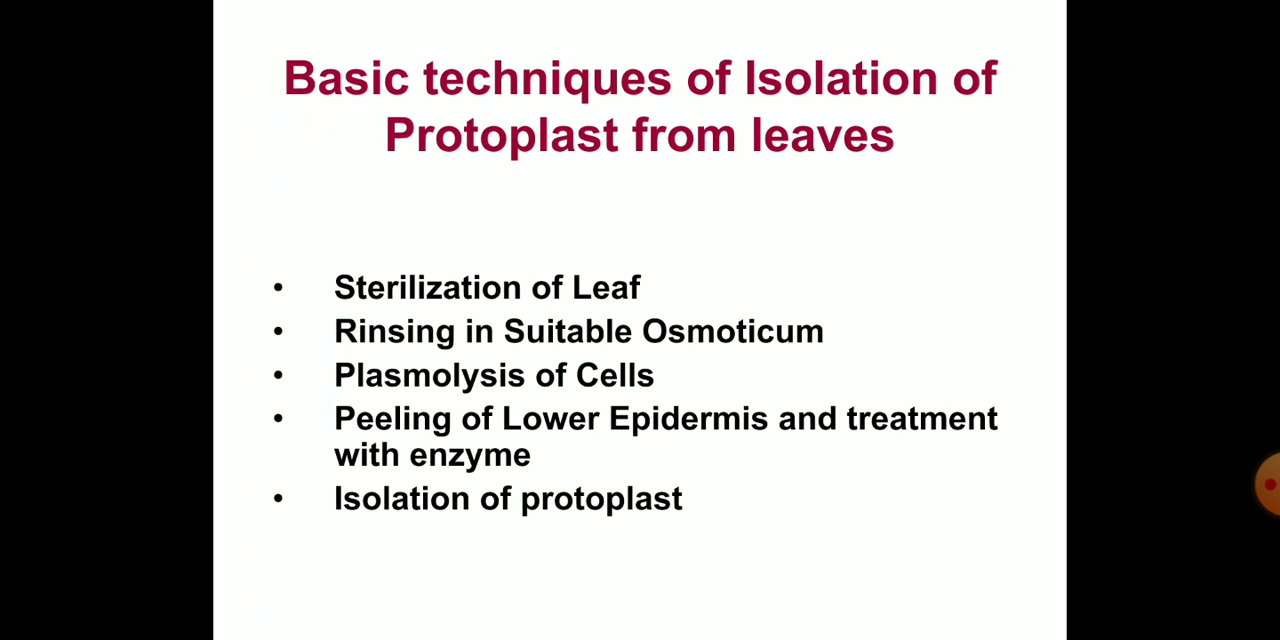 Basic techniques of Isolation of
Protoplast from leaves
• Sterilization of Leaf
• Rinsing in Suitable Osmoticum
• Plasmolysis of Cells
• Peeling of Lower Epidermis and treatment
with enzyme
• Isolation of protoplast